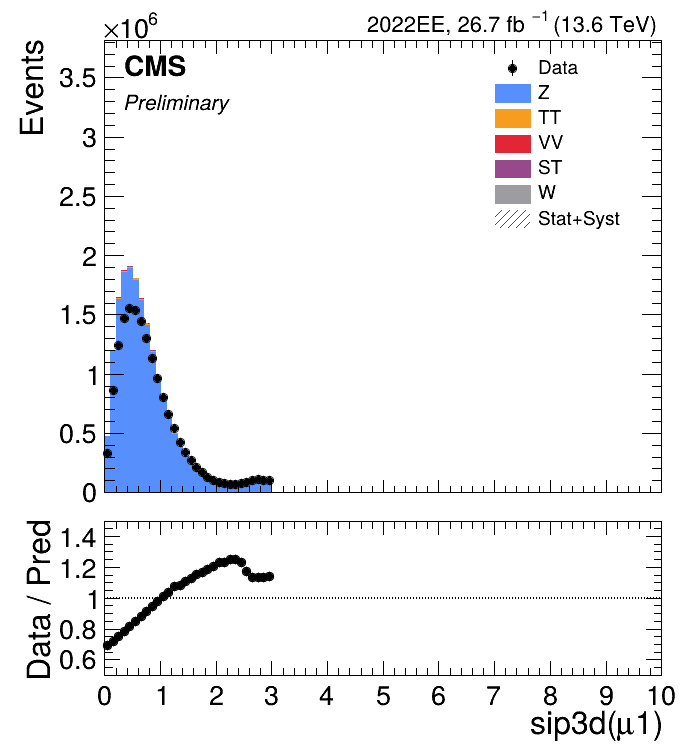 ×10⁶
2022EE, 26.7 fb ⁻¹ (13.6 TeV)
CMS
Preliminary
Events
3.5
3
2.5
2
1.5
1
0.5
0
Data
Z
TT
VV
ST
W
Stat+Syst
Data / Pred
1.4
1.2
1
0.8
0.6
0 1 2 3 4 5 6 7 8 9 10
sip3d(μ1)